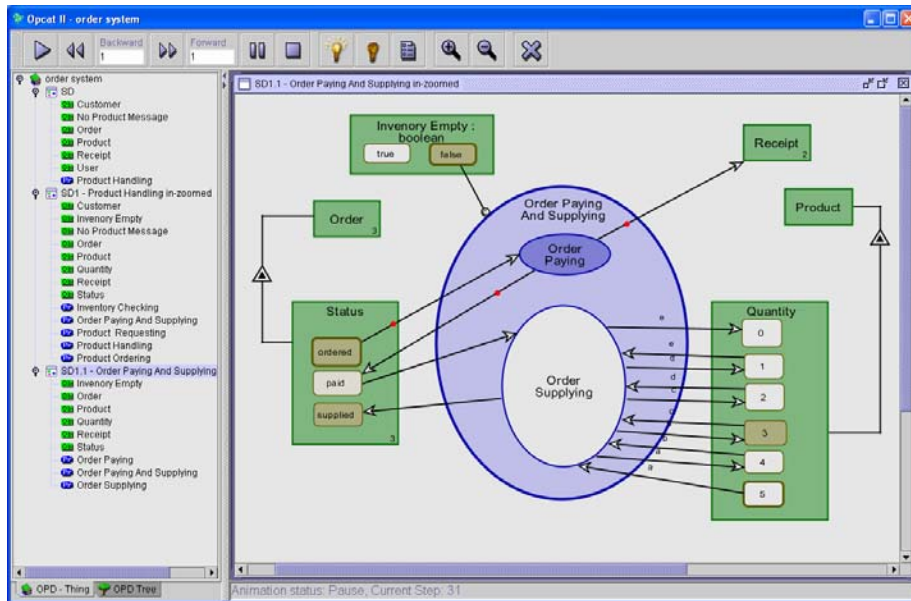 Opcat II - order system
Backward
1
Forward
1
order system
SD
Customer
No Product Message
Order
Product
Receipt
User
Product Handling
SD1 - Product Handling in-zoomed
Customer
Invenory Empty
No Product Message
Order
Product
Quantity
Receipt
Status
Inventory Checking
Order Paying And Supplying
Product Requesting
Product Handling
Product Ordering
SD1.1 - Order Paying And Supplying
Invenory Empty
Order
Product
Quantity
Receipt
Status
Order Paying
Order Paying And Supplying
Order Supplying
OPD - Thing
OPD Tree
SD1.1 - Order Paying And Supplying in-zoomed
Invenory Empty :
boolean
true
false
Receipt
2
Order
3
Product
Order Paying
And Supplying
Order
Paying
Status
ordered
paid
supplied
3
Order
Supplying
Quantity
0
1
2
3
4
5
e
e
d
d
c
c
b
a
a
Animation status: Pause, Current Step: 31